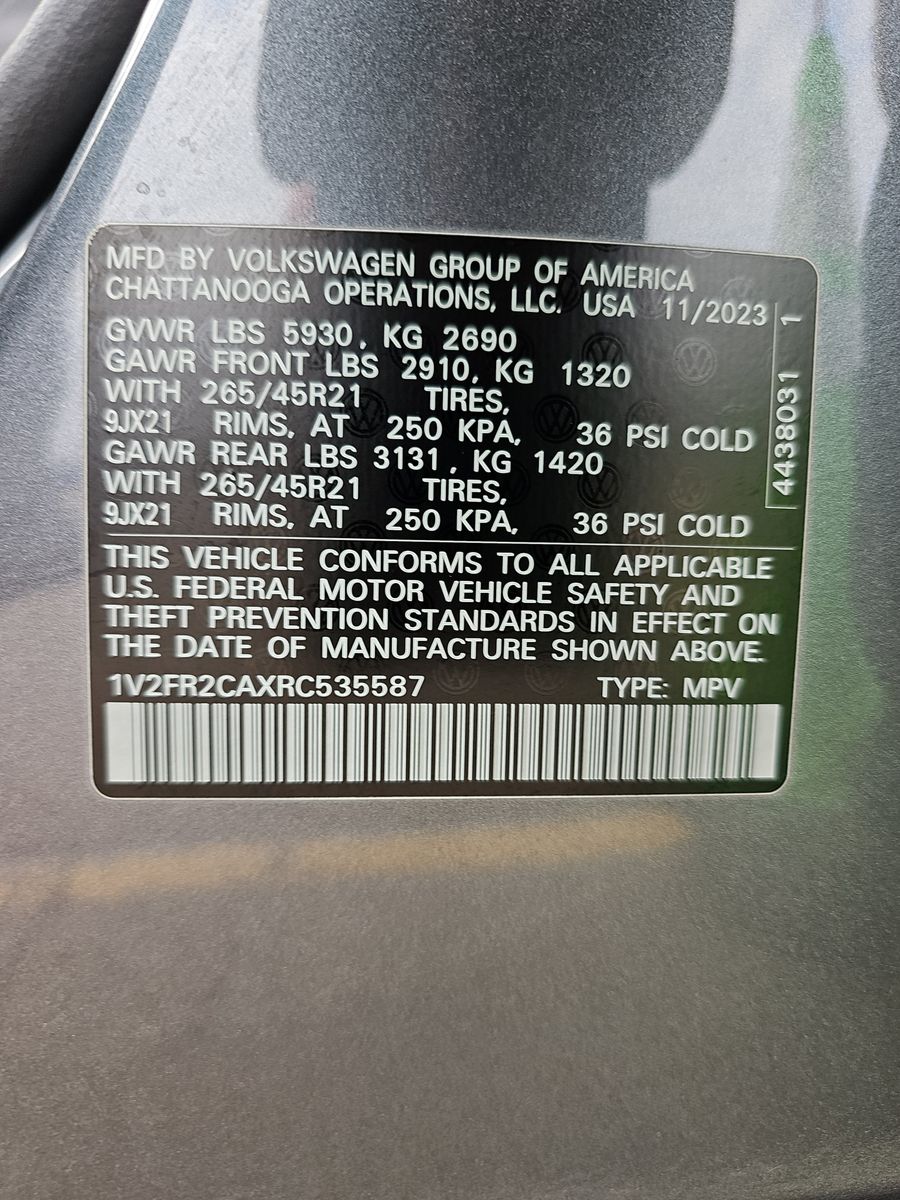 MFD BY VOLKSWAGEN GROUP OF AMERICA
CHATTANOOGA OPERATIONS, LLC. USA 11/2023
GVWR LBS 5930, KG 2690
GAWR FRONT LBS 2910, KG 1320
WITH 265/45R21 TIRES,
9JX21 RIMS, AT 250 KPA, 36 PSI COLD
GAWR REAR LBS 3131, KG 1420
WITH 265/45R21 TIRES,
9JX21 RIMS, AT 250 KPA, 36 PSI COLD
4438031 1
THIS VEHICLE CONFORMS TO ALL APPLICABLE
U.S. FEDERAL MOTOR VEHICLE SAFETY AND
THEFT PREVENTION STANDARDS IN EFFECT ON
THE DATE OF MANUFACTURE SHOWN ABOVE.
1V2FR2CAXRC535587 TYPE: MPV